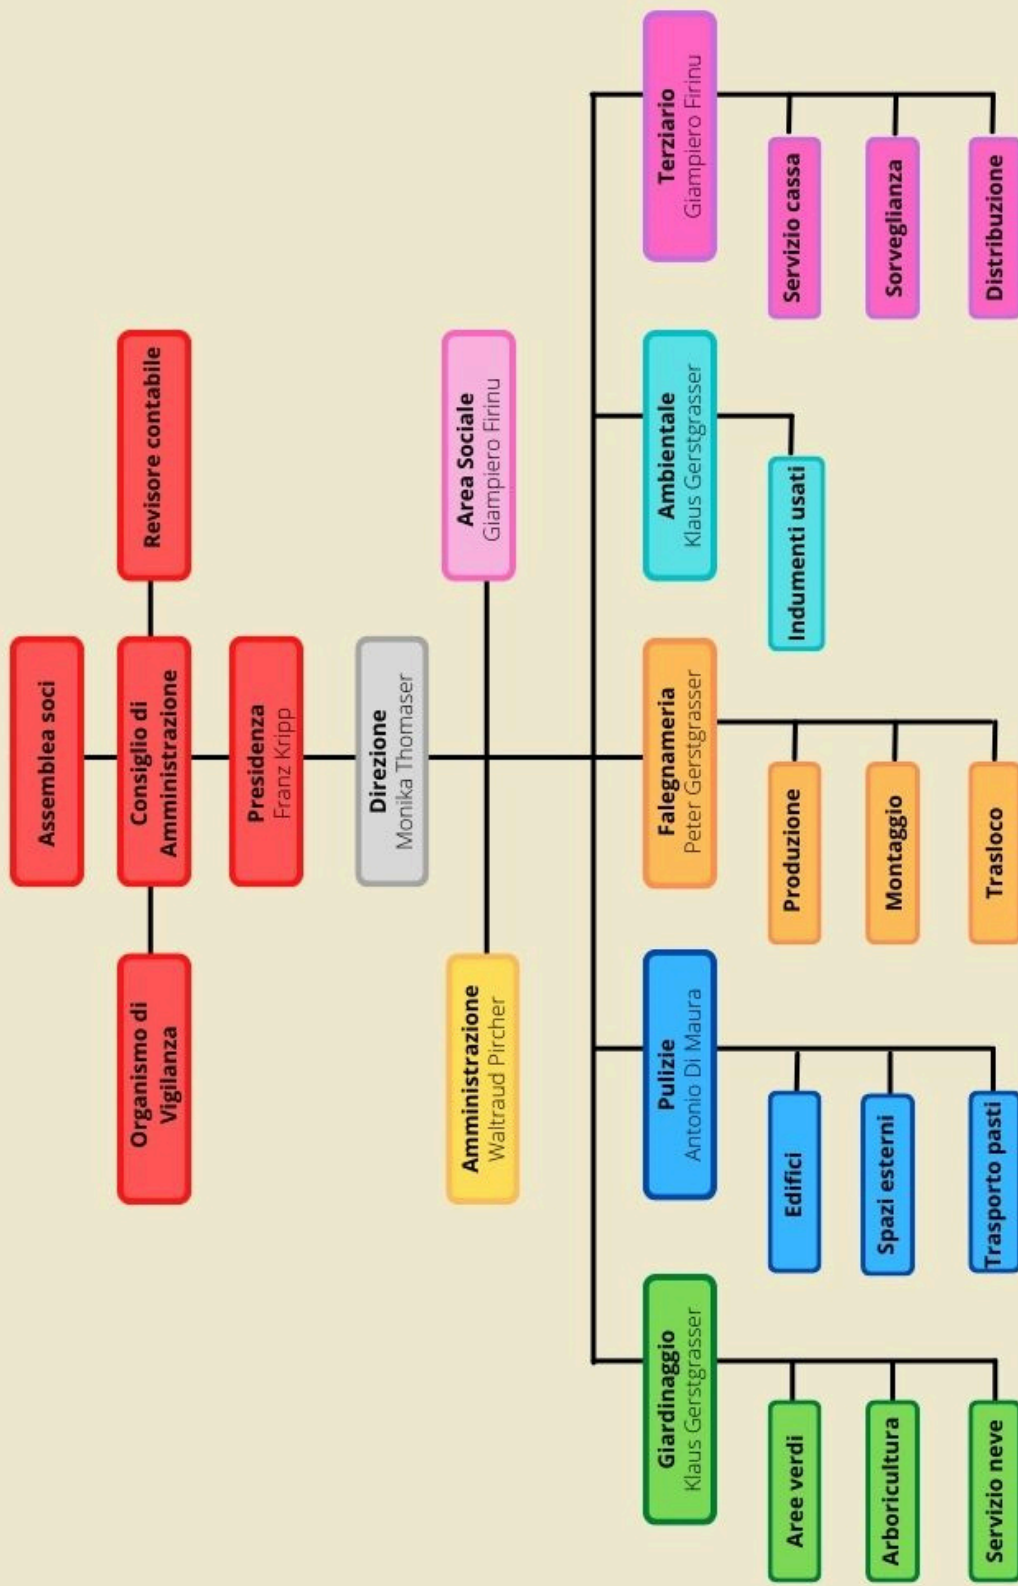 Assemblea soci
Organismo di
Vigilanza
Consiglio di
Amministrazione
Revisore contabile
Presidenza
Franz Kripp
Direzione
Monika Thomaser
Amministrazione
Waltraud Pircher
Area Sociale
Giampiero Firinu
Giardinaggio
Klaus Gerstgrasser
Pulizie
Antonio Di Maura
Falegnameria
Peter Gerstgrasser
Ambientale
Klaus Gerstgrasser
Terziario
Giampiero Firinu
Aree verdi
Edifici
Produzione
Indumenti usati
Servizio cassa
Arboricultura
Spazi esterni
Montaggio
Sorveglianza
Servizio neve
Trasporto pasti
Trasloco
Distribuzione